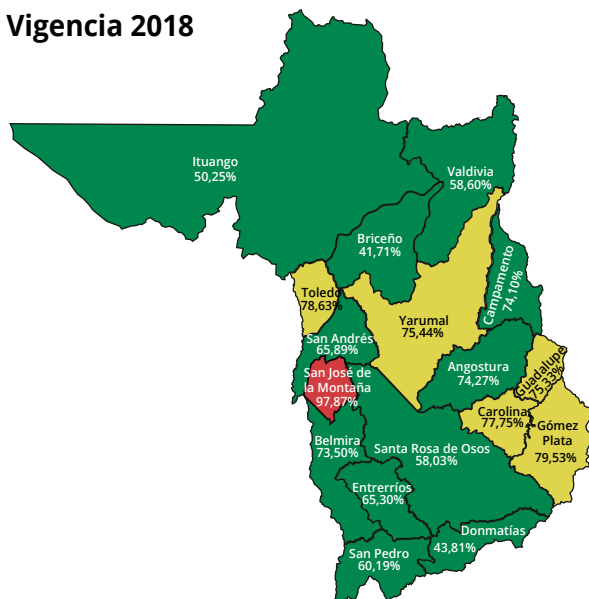 Vigencia 2018
Ituango
50,25%
Valdivia
58,60%
Briceño
41,71%
Campamento
74,10%
Toledo
78,63%
Yarumal
75,44%
San Andrés
65,89%
Guadalupe
75,33%
Angostura
74,27%
San José de
la Montaña
97,87%
Carolina
77,75%
Gómez
Plata
79,53%
Belmira
73,50%
Santa Rosa de Osos
58,03%
Entrerríos
65,30%
Donmatías
43,81%
San Pedro
60,19%